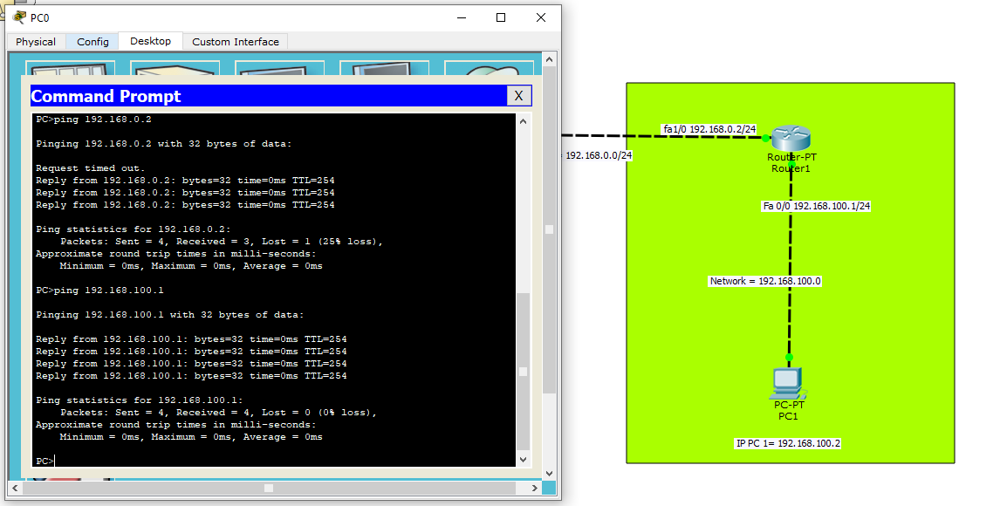 PC0
Physical Config Desktop Custom Interface
Command Prompt
X
PC>ping 192.168.0.2
Pinging 192.168.0.2 with 32 bytes of data:
Request timed out.
Reply from 192.168.0.2: bytes=32 time=0ms TTL=254
Reply from 192.168.0.2: bytes=32 time=0ms TTL=254
Reply from 192.168.0.2: bytes=32 time=0ms TTL=254
Ping statistics for 192.168.0.2:
Packets: Sent = 4, Received = 3, Lost = 1 (25% loss),
Approximate round trip times in milli-seconds:
Minimum = 0ms, Maximum = 0ms, Average = 0ms
PC>ping 192.168.100.1
Pinging 192.168.100.1 with 32 bytes of data:
Reply from 192.168.100.1: bytes=32 time=0ms TTL=254
Reply from 192.168.100.1: bytes=32 time=0ms TTL=254
Reply from 192.168.100.1: bytes=32 time=0ms TTL=254
Reply from 192.168.100.1: bytes=32 time=0ms TTL=254
Ping statistics for 192.168.100.1:
Packets: Sent = 4, Received = 4, Lost = 0 (0% loss),
Approximate round trip times in milli-seconds:
Minimum = 0ms, Maximum = 0ms, Average = 0ms
PC>
fa1/0 192.168.0.2/24
= 192.168.0.0/24
Router-PT
Router1
Fa 0/0 192.168.100.1/24
Network = 192.168.100.0
PC-PT
PC1
IP PC 1= 192.168.100.2